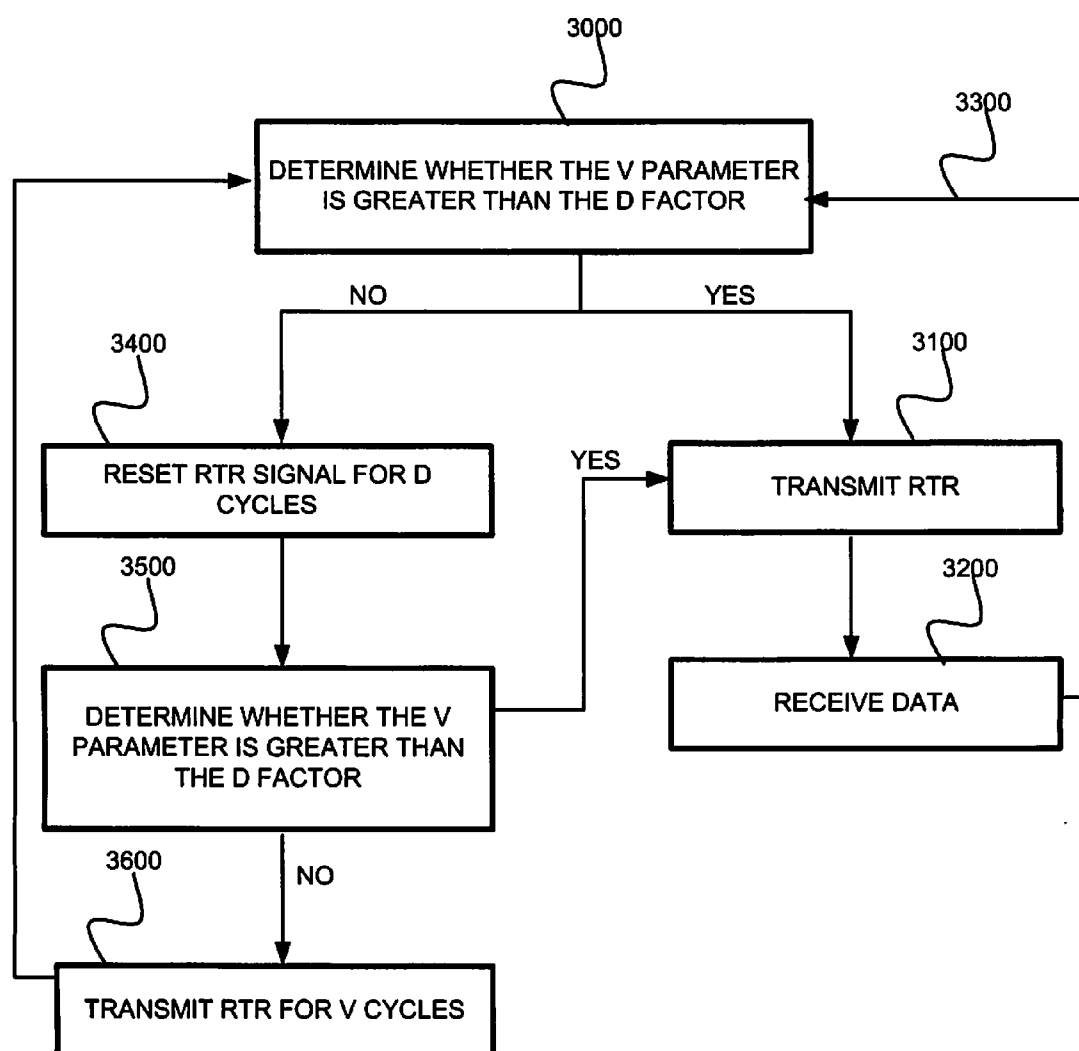 3000
3300
DETERMINE WHETHER THE V PARAMETER
IS GREATER THAN THE D FACTOR
NO
YES
3400
3100
RESET RTR SIGNAL FOR D
CYCLES
YES
TRANSMIT RTR
3500
3200
DETERMINE WHETHER THE V
PARAMETER IS GREATER THAN
THE D FACTOR
RECEIVE DATA
3600
NO
TRANSMIT RTR FOR V CYCLES